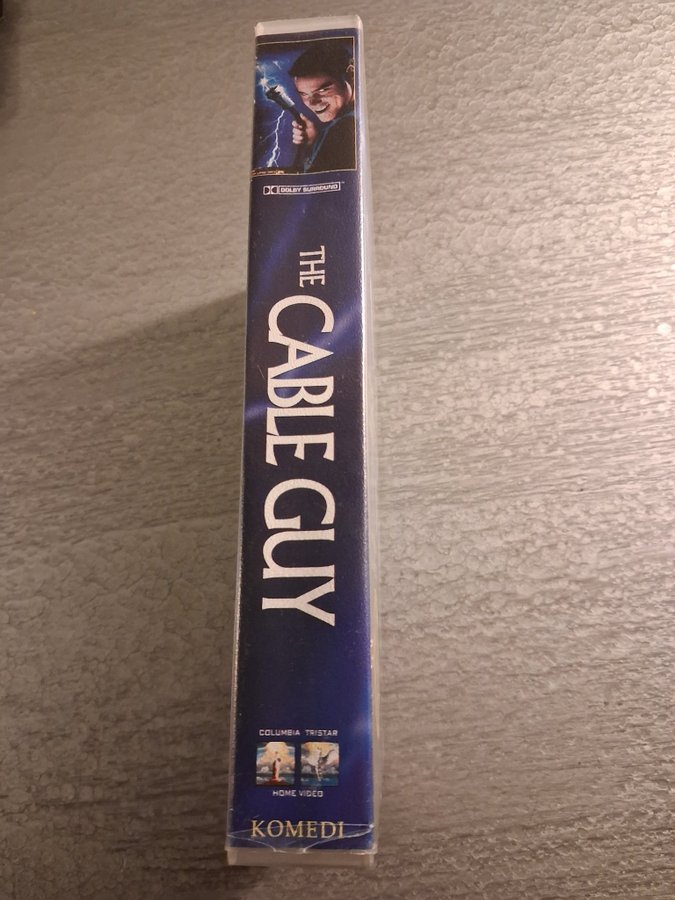 DOLBY SURROUND
THE CABLE GUY
COLUMBIA TRISTAR
HOME VIDEO
KOMEDI